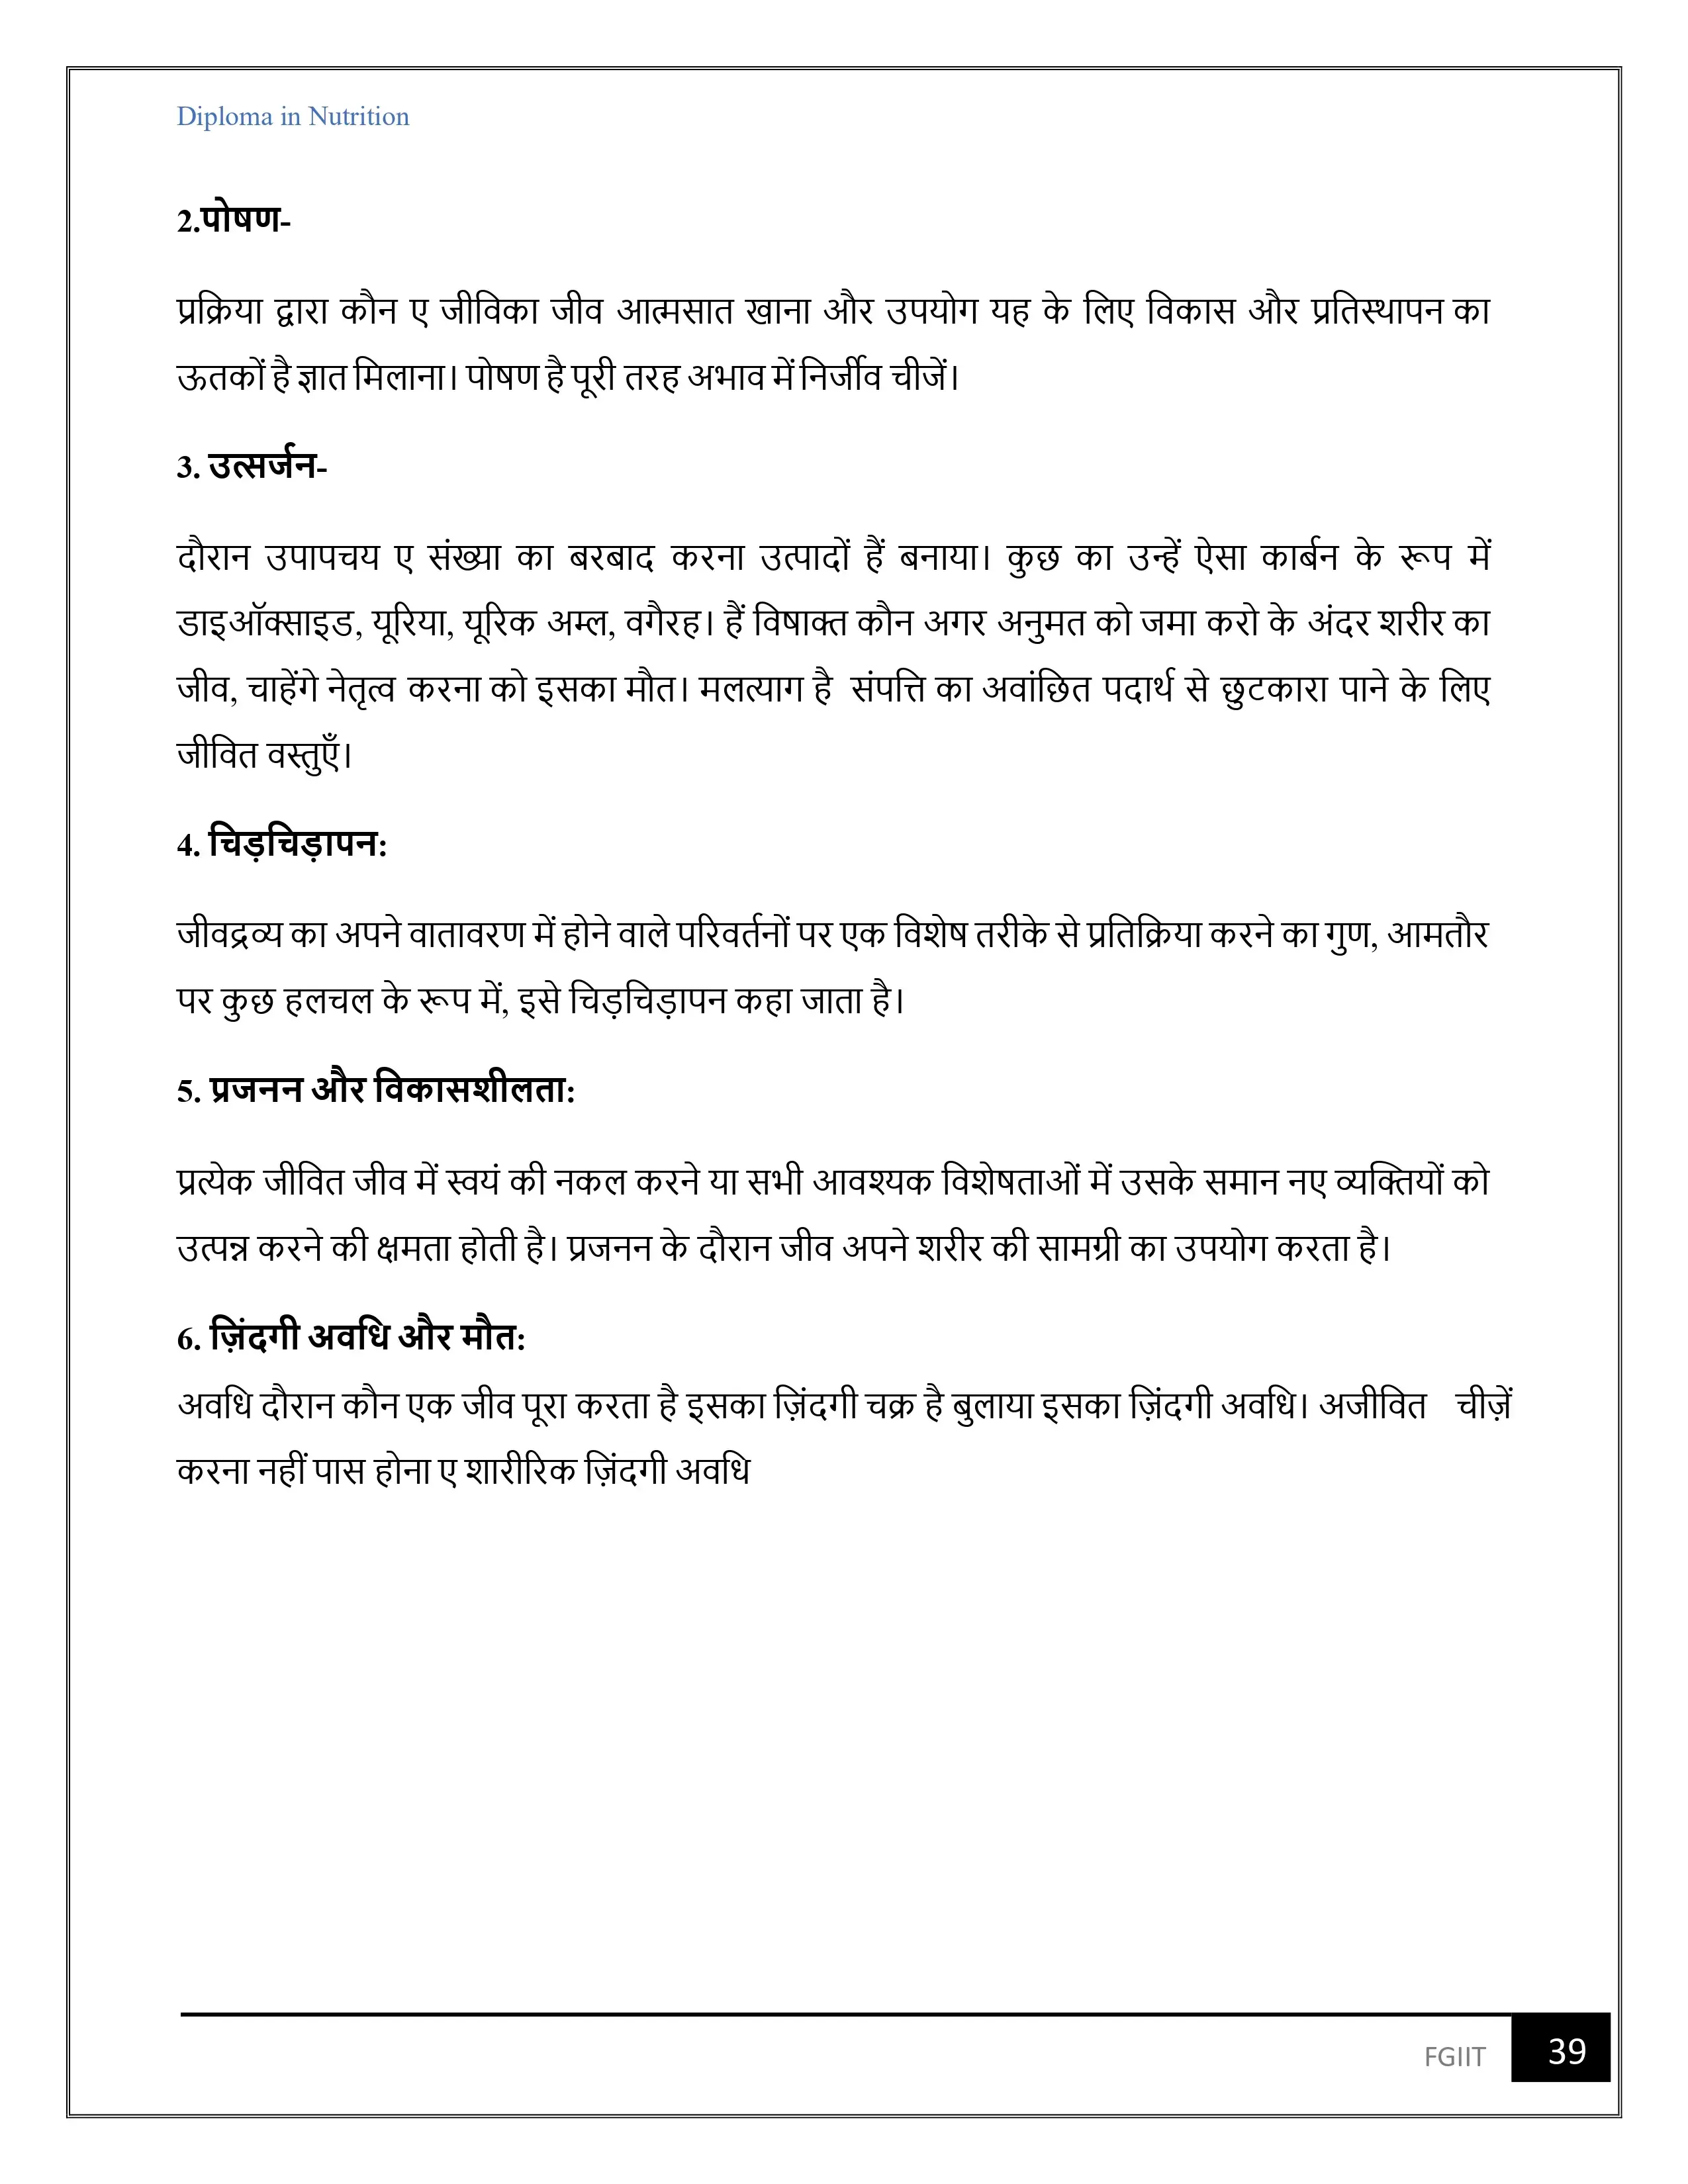 Diploma in Nutrition
2.पोषण-
प्रक्रिया द्वारा कौन ए जीविका जीव आत्मसात खाना और उपयोग यह के लिए विकास और प्रतिस्थापन का
ऊतकों है ज्ञात मिलाना। पोषण है पूरी तरह अभाव में निर्जीव चीजें।
3. उत्सर्जन-
दौरान उपापचय ए संख्या का बरबाद करना उत्पादों हैं बनाया। कुछ का उन्हें ऐसा कार्बन के रूप में
डाइऑक्साइड, यूरिया, यूरिक अम्ल, वगैरह। हैं विषाक्त कौन अगर अनुमत को जमा करो के अंदर शरीर का
जीव, चाहेंगे नेतृत्व करना को इसका मौत। मलत्याग है संपत्ति का अवांछित पदार्थ से छुटकारा पाने के लिए
जीवित वस्तुएँ।
4. चिड़चिड़ापन:
जीवद्रव्य का अपने वातावरण में होने वाले परिवर्तनों पर एक विशेष तरीके से प्रतिक्रिया करने का गुण, आमतौर
पर कुछ हलचल के रूप में, इसे चिड़चिड़ापन कहा जाता है।
5. प्रजनन और विकासशीलता:
प्रत्येक जीवित जीव में स्वयं की नकल करने या सभी आवश्यक विशेषताओं में उसके समान नए व्यक्तियों को
उत्पन्न करने की क्षमता होती है। प्रजनन के दौरान जीव अपने शरीर की सामग्री का उपयोग करता है।
6. ज़िंदगी अवधि और मौत:
अवधि दौरान कौन एक जीव पूरा करता है इसका ज़िंदगी चक्र है बुलाया इसका ज़िंदगी अवधि। अजीवित चीज़ें
करना नहीं पास होना ए शारीरिक ज़िंदगी अवधि
FGIIT 39